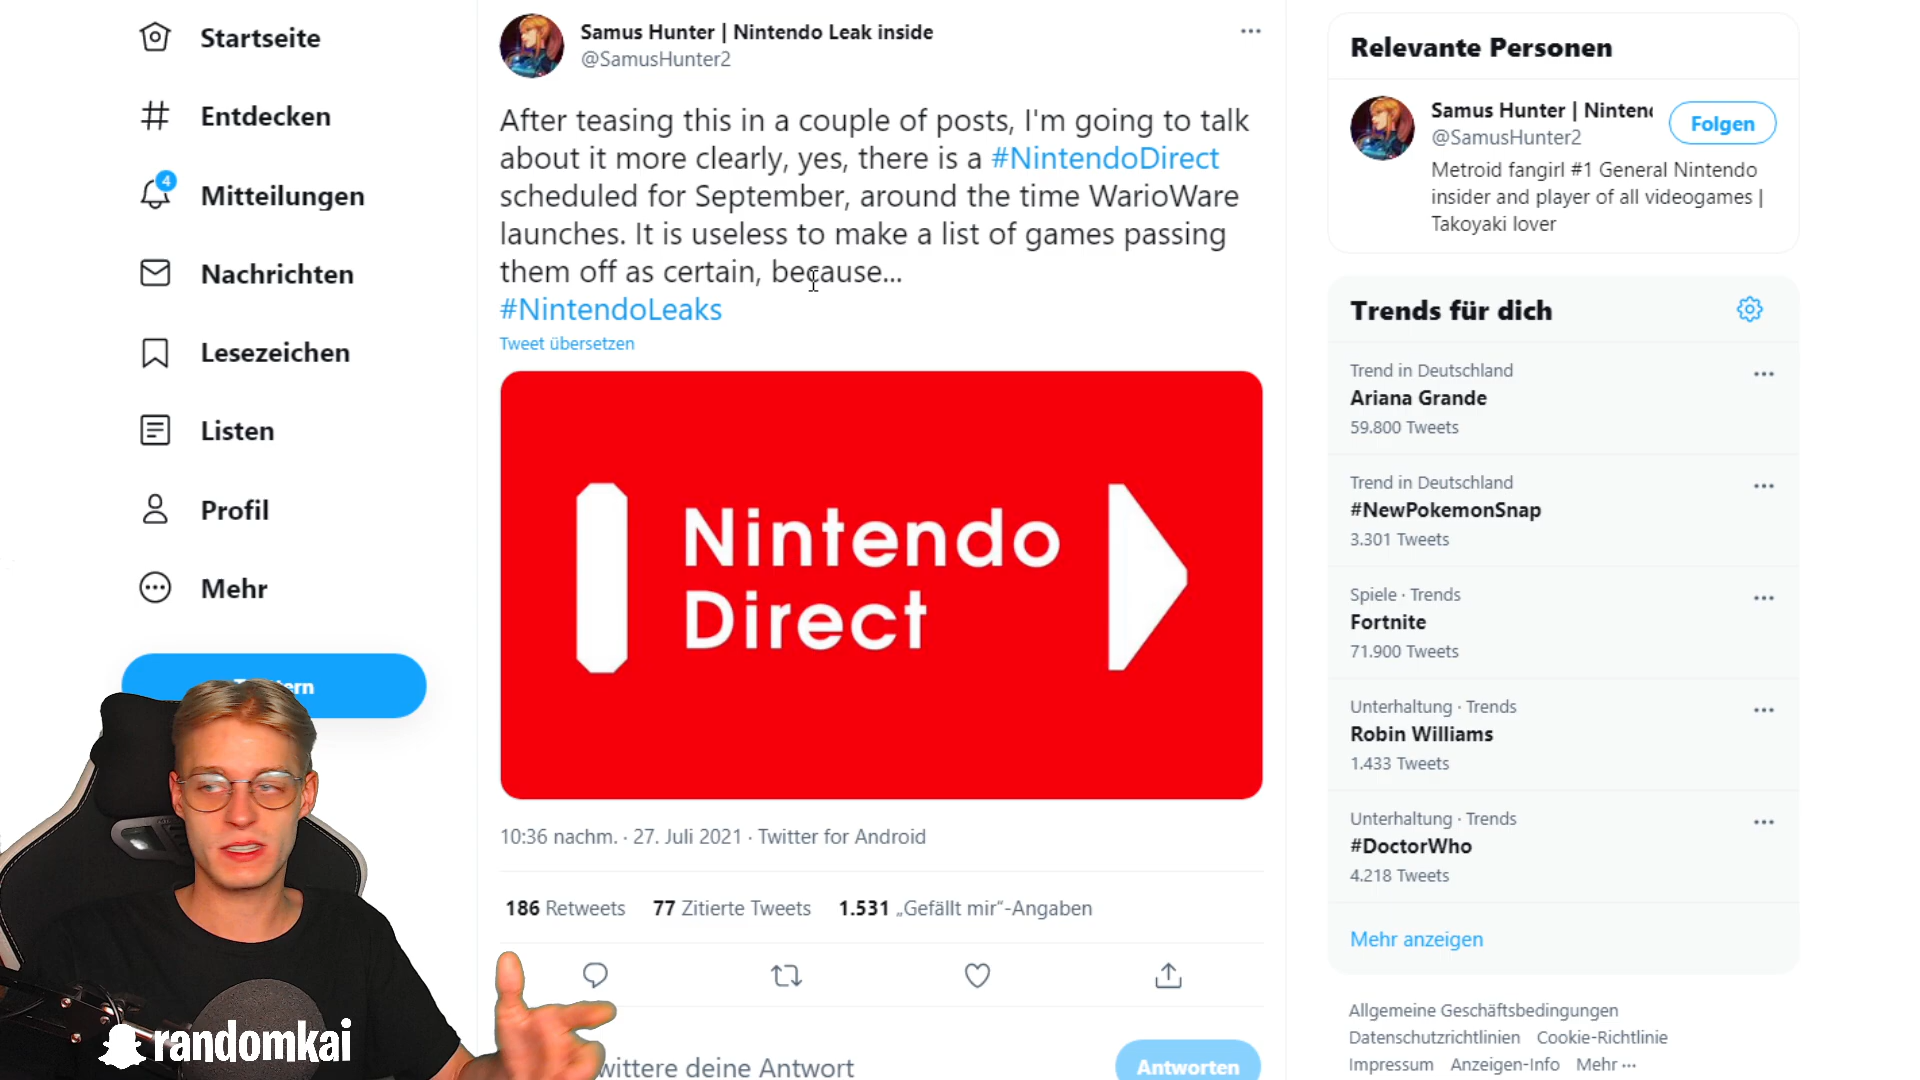 Startseite
Entdecken
4
Mitteilungen
Nachrichten
Lesezeichen
Listen
Profil
Mehr
randomkai
Samus Hunter | Nintendo Leak inside
@SamusHunter2
After teasing this in a couple of posts, I'm going to talk
about it more clearly, yes, there is a #NintendoDirect
scheduled for September, around the time WarioWare
launches. It is useless to make a list of games passing
them off as certain, because...
#NintendoLeaks
Tweet übersetzen
Nintendo
Direct
10:36 nachm. · 27. Juli 2021 · Twitter for Android
186 Retweets 77 Zitierte Tweets 1.531 „Gefällt mir“-Angaben
deine Antwort
Antworten
Relevante Personen
Samus Hunter |
@SamusHunter2
Folgen
Metroid fangirl #1 General Nintendo
insider and player of all videogames |
Takoyaki lover
Trends für dich
Trend in Deutschland
Ariana Grande
59.800 Tweets
Trend in Deutschland
#NewPokemonSnap
3.301 Tweets
Spiele · Trends
Fortnite
71.900 Tweets
Unterhaltung · Trends
Robin Williams
1.433 Tweets
Unterhaltung · Trends
#DoctorWho
4.218 Tweets
Mehr anzeigen
Allgemeine Geschäftsbedingungen
Datenschutzrichtlinien Cookie-Richtlinie
Impressum Anzeigen-Info Mehr ···